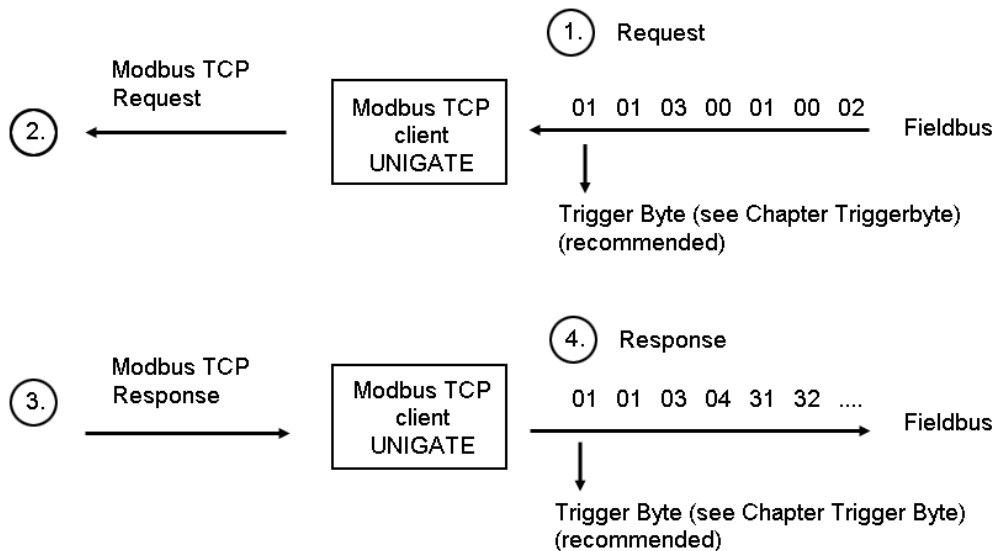 1. Request
Modbus TCP
Request
2.
Modbus TCP
client
UNIGATE
01 01 03 00 01 00 02
Fieldbus
Trigger Byte (see Chapter Triggerbyte)
(recommended)
4. Response
Modbus TCP
Response
3.
Modbus TCP
client
UNIGATE
01 01 03 04 31 32 ....
Fieldbus
Trigger Byte (see Chapter Trigger Byte)
(recommended)